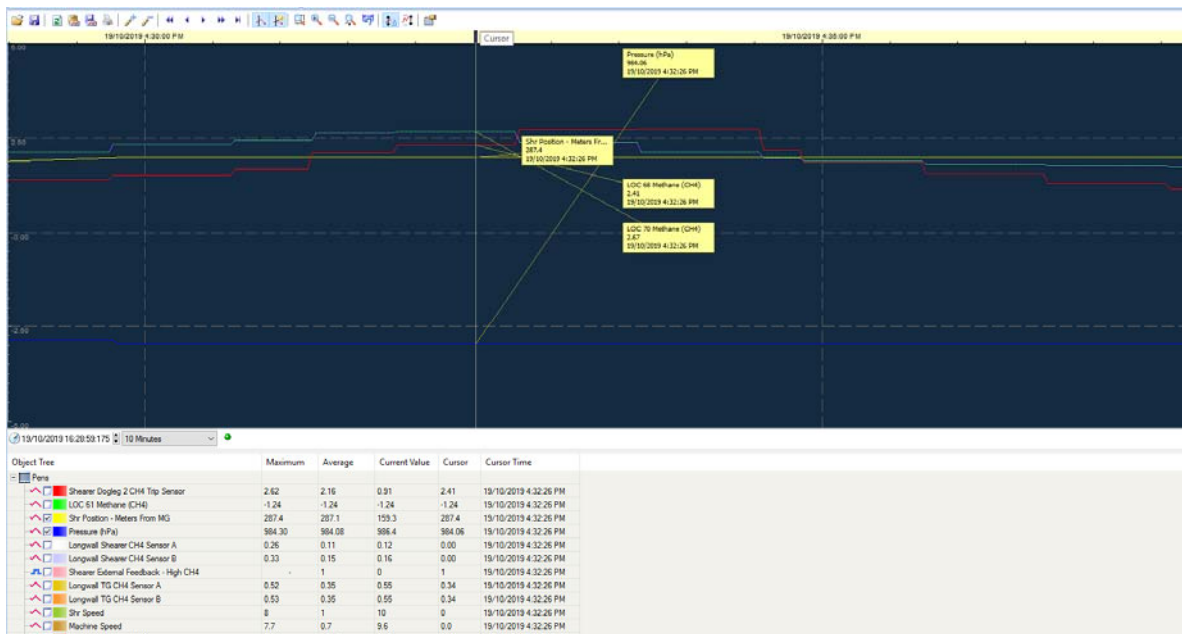 19/10/2019 4:30:00 PM
Cursor
19/10/2019 4:35:00 PM
Pressure (hPa)
984.06
19/10/2019 4:32:26 PM
Shr Position - Meters Fr...
287.4
19/10/2019 4:32:26 PM
LOC 68 Methane (CH4)
2.41
19/10/2019 4:32:26 PM
LOC 70 Methane (CH4)
2.67
19/10/2019 4:32:26 PM
19/10/2019 16:28:59:175 10 Minutes
Object Tree Maximum Average Current Value Cursor Cursor Time
Pens
Shearer Dogleg 2 CH4 Trip Sensor 2.62 2.16 0.91 2.41 19/10/2019 4:32:26 PM
LOC 61 Methane (CH4) -1.24 -1.24 -1.24 -1.24 19/10/2019 4:32:26 PM
Shr Position - Meters From MG 287.4 287.1 159.3 287.4 19/10/2019 4:32:26 PM
Pressure (hPa) 984.30 984.08 986.4 984.06 19/10/2019 4:32:26 PM
Longwall Shearer CH4 Sensor A 0.26 0.11 0.12 0.00 19/10/2019 4:32:26 PM
Longwall Shearer CH4 Sensor B 0.33 0.15 0.16 0.00 19/10/2019 4:32:26 PM
Shearer External Feedback - High CH4 - 1 0 1 19/10/2019 4:32:26 PM
Longwall TG CH4 Sensor A 0.52 0.35 0.55 0.34 19/10/2019 4:32:26 PM
Longwall TG CH4 Sensor B 0.53 0.35 0.55 0.34 19/10/2019 4:32:26 PM
Shr Speed 8 1 10 0 19/10/2019 4:32:26 PM
Machine Speed 7.7 0.7 9.6 0.0 19/10/2019 4:32:26 PM